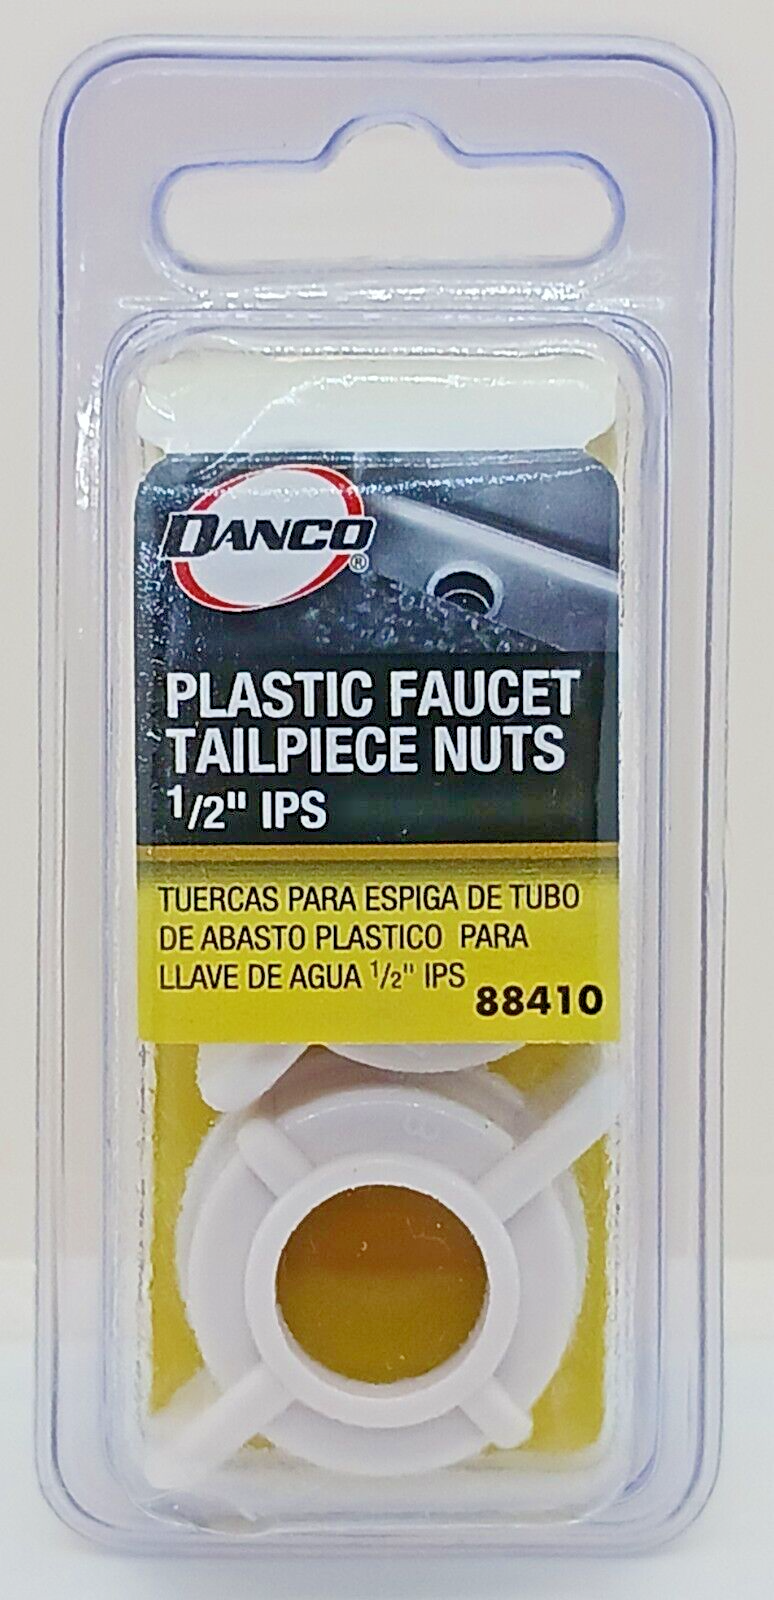 DANCO®
PLASTIC FAUCET
TAILPIECE NUTS
1/2" IPS
TUERCAS PARA ESPIGA DE TUBO
DE ABASTO PLASTICO PARA
LLAVE DE AGUA 1/2" IPS
88410